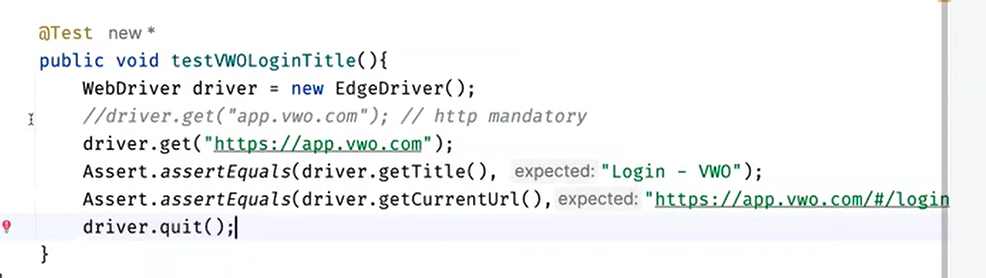 @Test new *
public void testVWOLoginTitle(){
WebDriver driver = new EdgeDriver();
//driver.get("app.vwo.com"); // http mandatory
driver.get("https://app.vwo.com");
Assert.assertEquals(driver.getTitle(), expected: "Login – VWO");
Assert.assertEquals(driver.getCurrentUrl(), expected: "https://app.vwo.com/#/login
driver.quit();
}